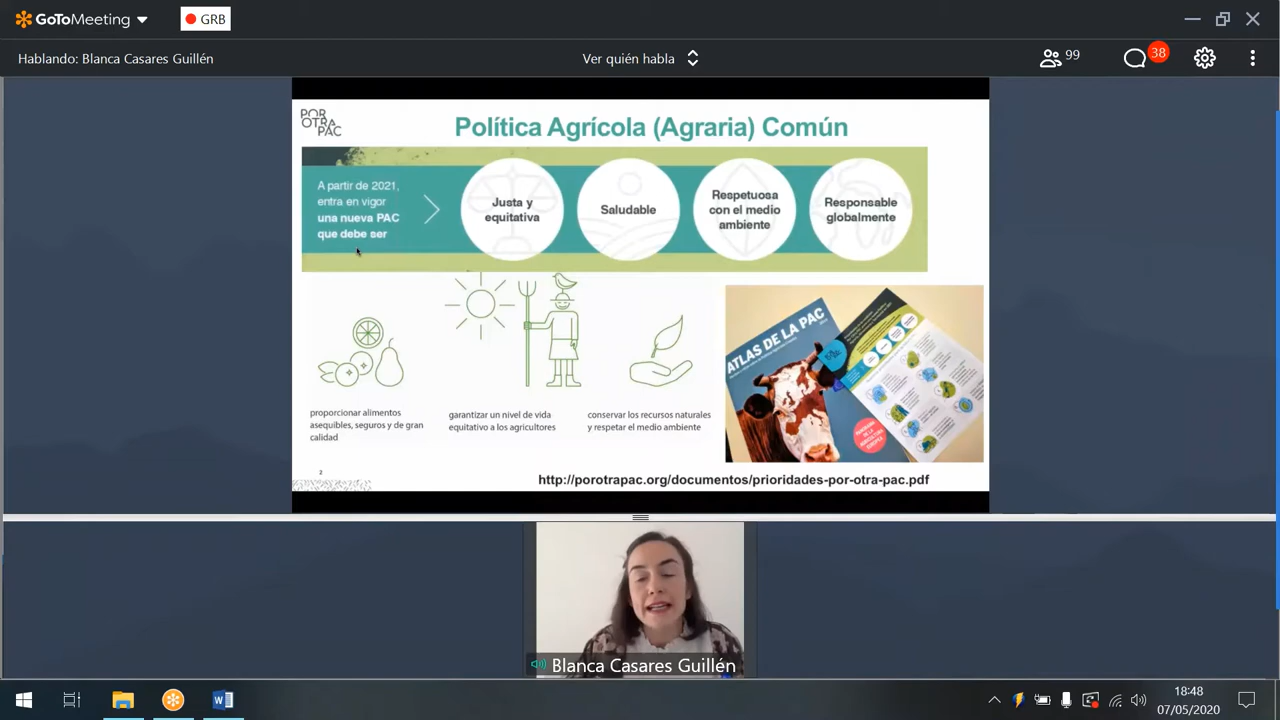 GoToMeeting
GRB
Hablando: Blanca Casares Guillén
Ver quién habla
99
38
POR
OTRA
PAC
Política Agrícola (Agraria) Común
A partir de 2021,
entra en vigor
una nueva PAC
que debe ser
Justa y
equitativa
Saludable
Respetuosa
con el medio
ambiente
Responsable
globalmente
proporcionar alimentos
asequibles, seguros y de gran
calidad
garantizar un nivel de vida
equitativo a los agricultores
conservar los recursos naturales
y respetar el medio ambiente
ATLAS DE LA PAC
2
http://porotrapac.org/documentos/prioridades-por-otra-pac.pdf
Blanca Casares Guillén
18:48
07/05/2020